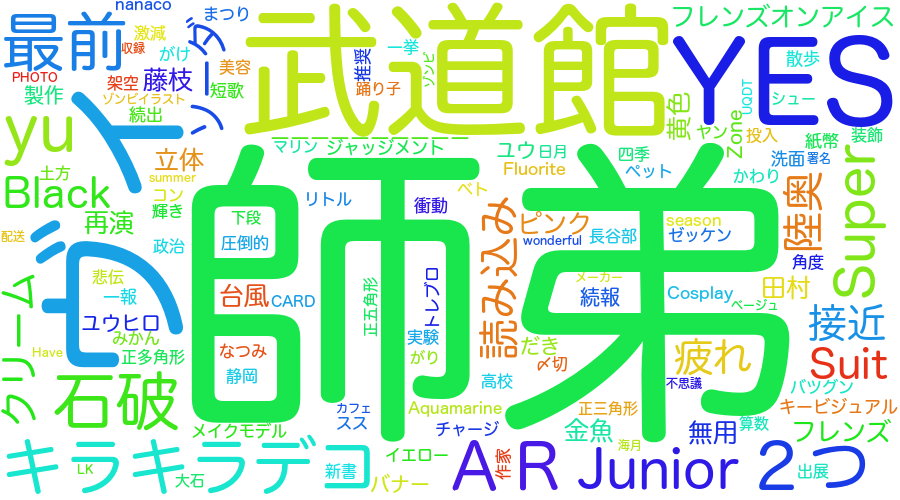 nanaco
まつり
最前
激減
収録
がけ
PHOTO
架空
藤枝
美容
製作
ゾンビイラスト
短歌
続出
ソーダ
武道館
一挙
推奨
ゾンビ
踊り子
YES
フレンズオンアイス
散歩
UQDT
シュー
黄色
Zone
ヤン
投入
紙幣
装飾
yu
土方
立体
マリン
ジャッジメント
ユウ
日月
四季
洗面
署名
Fluorite
ペット
かわり
Super
Black
summer
コン
輝き
再演
リトル
衝動
ベト
ピンク
season
陸奥
配送
政治
下段
圧倒的
師弟
読み込み
wonderful
長谷部
ゼッケン
角度
悲伝
一報
台風
CARD
正五角形
トレブロ
メーカー
続報
Cosplay
田村
ページュ
クリーム
ユウヒロ
みかん
正多角形
なつみ
静岡
実験
がり
だき
〆切
疲れ
接近
Suit
Have
石破
高校
不思議
バツグン
カフェ
スス
Aquamarine
正三角形
キービジュアル
メイクモデル
チャージ
金魚
無用
算数
フレンズ
キラキラデコ
LK
大石
新書
イエロー
バナー
AR
作家
Junior
海月
2つ
出展